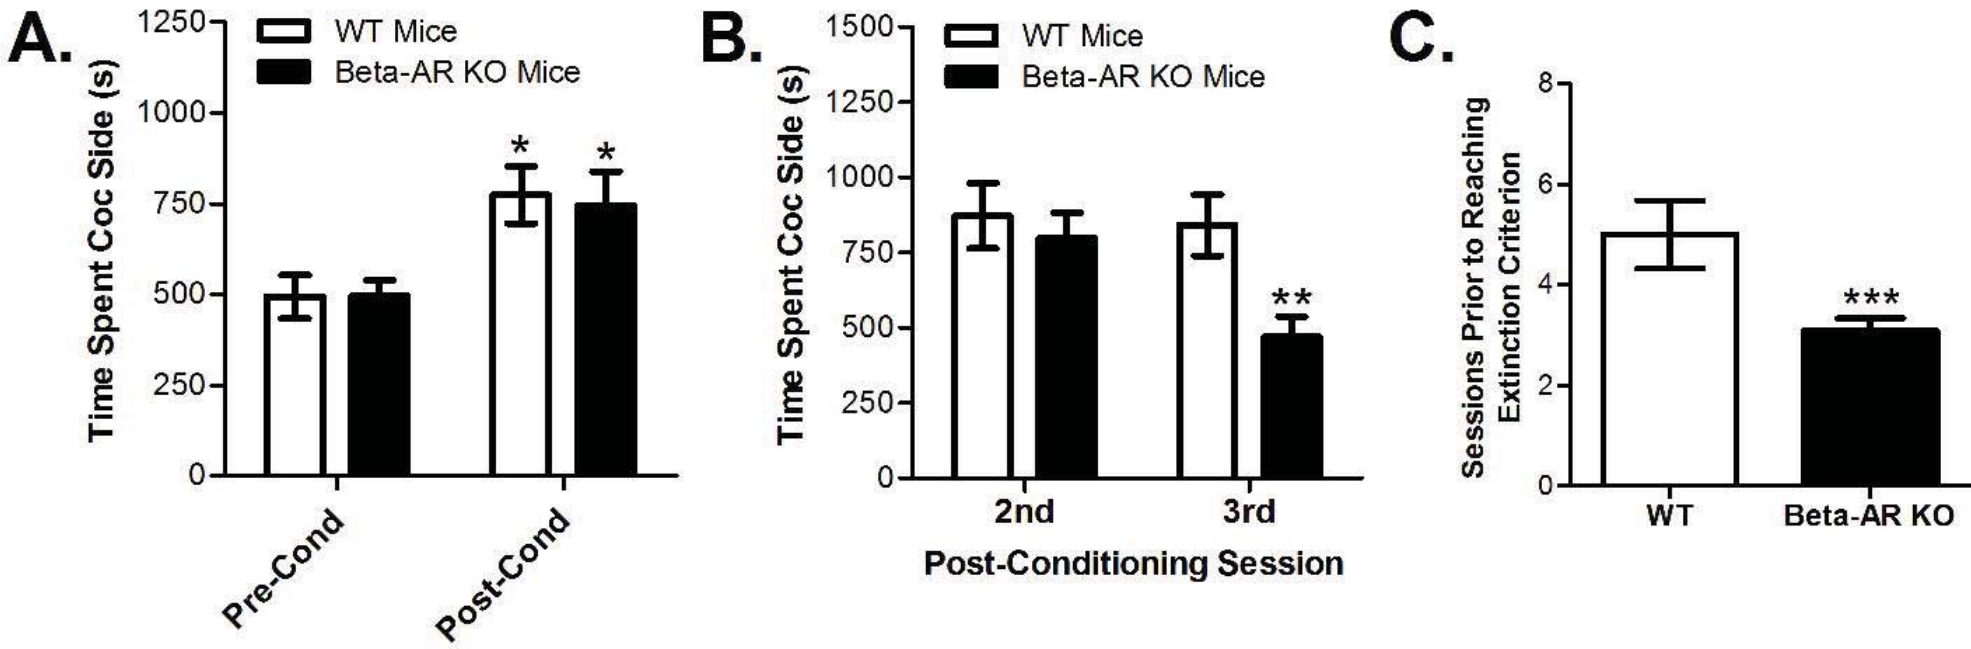 A.
Time Spent Coc Side (s)
1250
1000
750
500
250
0
WT Mice
Beta-AR KO Mice
*
*
Pre-Cond
Post-Cond
B.
Time Spent Coc Side (s)
1500
1250
1000
750
500
250
0
WT Mice
Beta-AR KO Mice
**
2nd
3rd
Post-Conditioning Session
C.
Sessions Prior to Reaching
Extinction Criterion
8
6
4
2
0
***
WT
Beta-AR KO